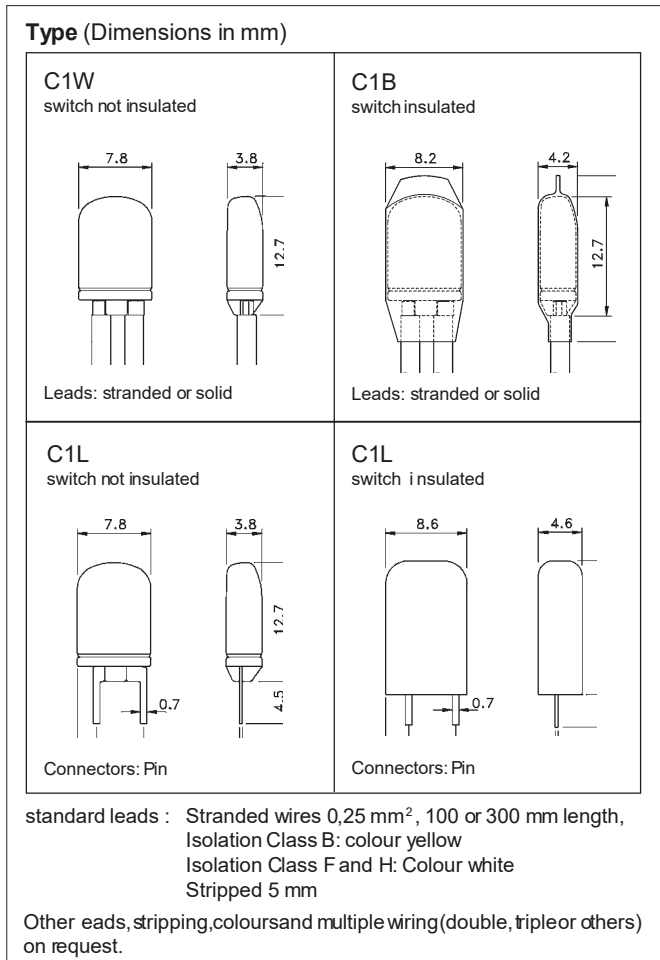 Type (Dimensions in mm)
C1W
switch not insulated
7.8
3.8
12.7
Leads: stranded or solid
C1B
switch insulated
8.2
4.2
12.7
Leads: stranded or solid
C1L
switch not insulated
7.8
3.8
12.7
0.7
4.5
Connectors: Pin
C1L
switch i nsulated
8.6
4.6
0.7
Connectors: Pin
standard leads : Stranded wires 0,25 mm², 100 or 300 mm length,
Isolation Class B: colour yellow
Isolation Class F and H: Colour white
Stripped 5 mm
Other eads, stripping, coloursand multiple wiring (double, tripleor others)
on request.